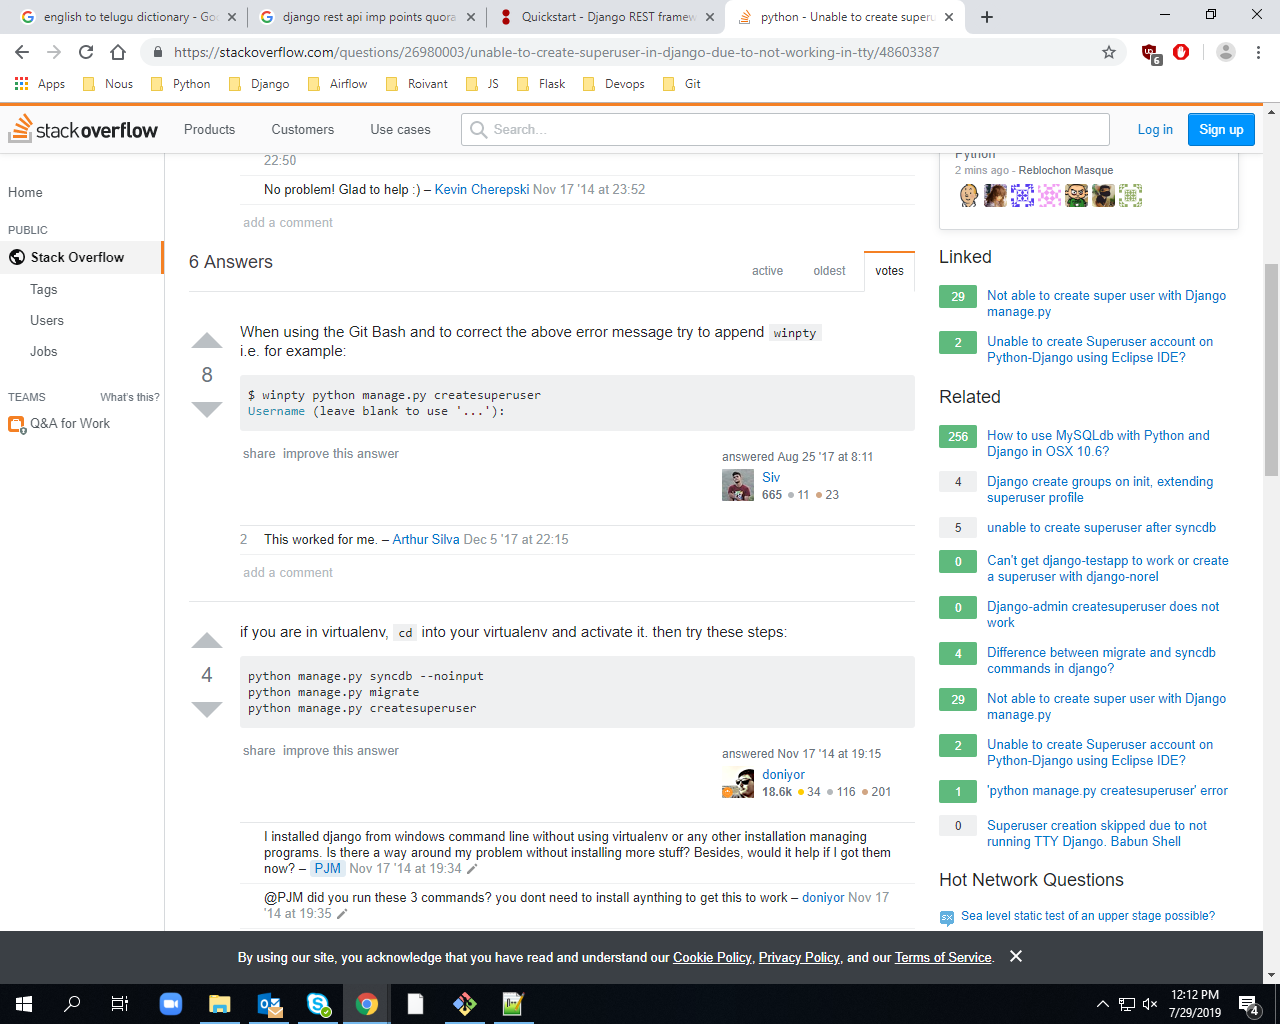 english to telugu dictionary - Goo
django rest api imp points quora
Quickstart - Django REST framew
python - Unable to create superu
https://stackoverflow.com/questions/26980003/unable-to-create-superuser-in-django-due-to-not-working-in-tty/48603387
6
Apps Nous Python Django Airflow Roivant JS Flask Devops Git
stackoverflow Products Customers Use cases Search... Log in Sign up
Home
PUBLIC
Stack Overflow
Tags
Users
Jobs
TEAMS What's this?
Q&A for Work
22:50
No problem! Glad to help :) – Kevin Cherepski Nov 17 '14 at 23:52
add a comment
6 Answers
active oldest votes
When using the Git Bash and to correct the above error message try to append winpty
i.e. for example:
8
$ winpty python manage.py createsuperuser
Username (leave blank to use '...'):
share improve this answer
answered Aug 25 '17 at 8:11
Siv
665 11 23
2 This worked for me. – Arthur Silva Dec 5 '17 at 22:15
add a comment
if you are in virtualenv, cd into your virtualenv and activate it. then try these steps:
4
python manage.py syncdb --noinput
python manage.py migrate
python manage.py createsuperuser
share improve this answer
answered Nov 17 '14 at 19:15
doniyor
18.6k 34 116 201
I installed django from windows command line without using virtualenv or any other installation managing
programs. Is there a way around my problem without installing more stuff? Besides, would it help if I got them
now? – PJM Nov 17 '14 at 19:34
@PJM did you run these 3 commands? you dont need to install aynthing to get this to work – doniyor Nov 17
'14 at 19:35
Python
2 mins ago - Reblochon Masque
Linked
29 Not able to create super user with Django
manage.py
2 Unable to create Superuser account on
Python-Django using Eclipse IDE?
Related
256 How to use MySQLdb with Python and
Django in OSX 10.6?
4 Django create groups on init, extending
superuser profile
5 unable to create superuser after syncdb
0 Can't get django-testapp to work or create
a superuser with django-norel
0 Django-admin createsuperuser does not
work
4 Difference between migrate and syncdb
commands in django?
29 Not able to create super user with Django
manage.py
2 Unable to create Superuser account on
Python-Django using Eclipse IDE?
1 'python manage.py createsuperuser' error
0 Superuser creation skipped due to not
running TTY Django. Babun Shell
Hot Network Questions
Sea level static test of an upper stage possible?
By using our site, you acknowledge that you have read and understand our Cookie Policy, Privacy Policy, and our Terms of Service.
12:12 PM
7/29/2019
4